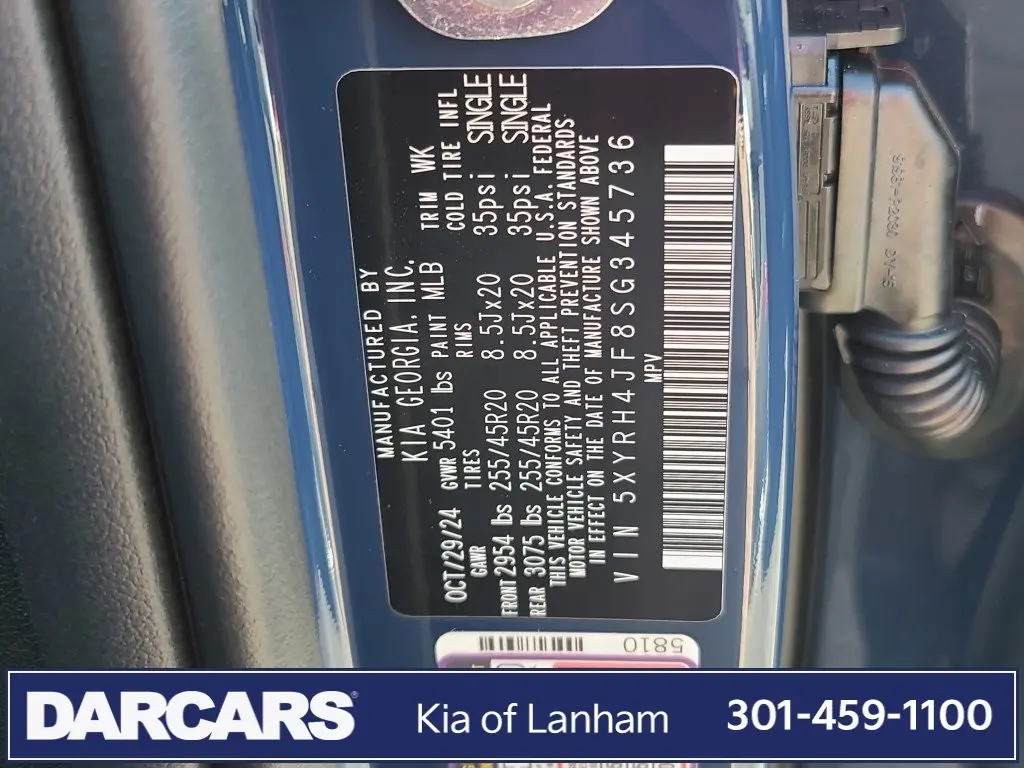 MANUFACTURED BY
KIA GEORGIA, INC.
OCT/29/24 GVWR 5401 lbs PAINT MLB TRIM WK
GAWR TIRES RIMS COLD TIRE INFL
FRONT 2954 lbs 255/45R20 8.5Jx20 35psi SINGLE
REAR 3075 lbs 255/45R20 8.5Jx20 35psi SINGLE
THIS VEHICLE CONFORMS TO ALL APPLICABLE U.S.A. FEDERAL
MOTOR VEHICLE SAFETY AND THEFT PREVENTION STANDARDS
IN EFFECT ON THE DATE OF MANUFACTURE SHOWN ABOVE
VIN 5XYRH4JF8SG345736
MPV
5810
DARCARS®
Kia of Lanham
301-459-1100